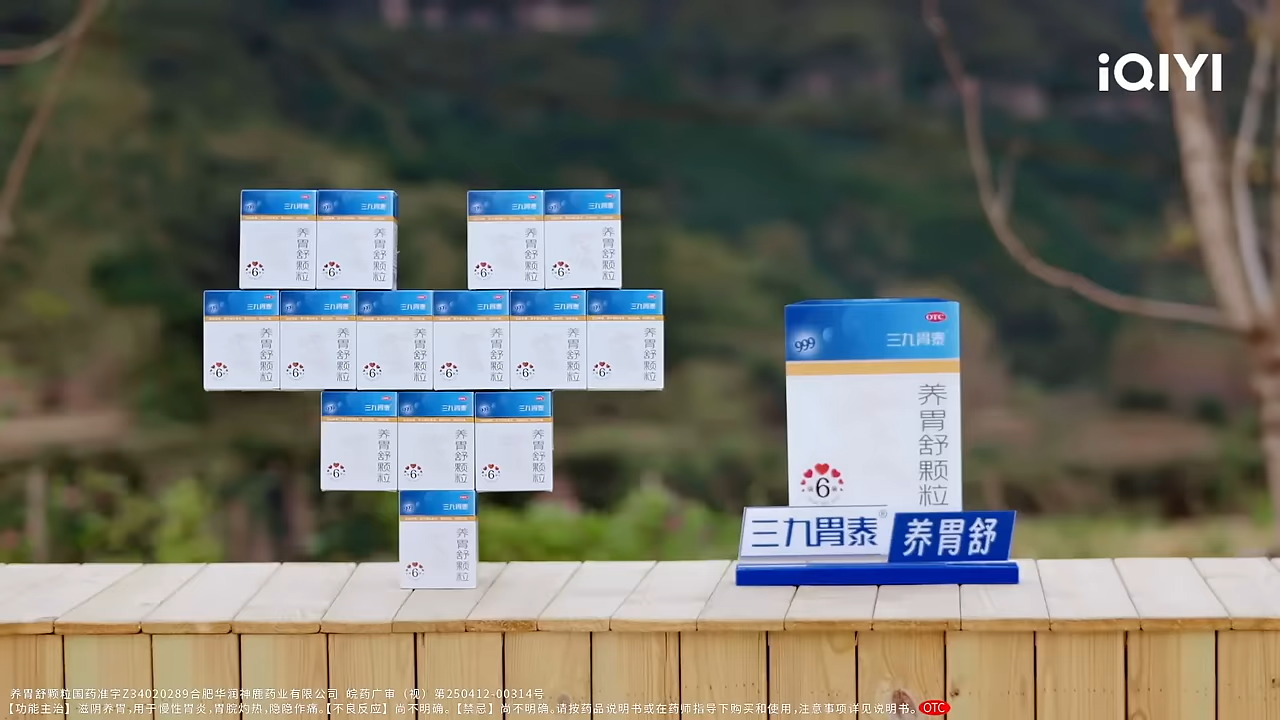 iQIYI
OTC
999
三九胃泰
养胃舒颗粒
6
三九胃泰®
养胃舒
养胃舒颗粒国药准字Z34020289合肥华润神鹿药业有限公司 皖药广审（视）第250412-00314号
【功能主治】滋阴养胃,用于慢性胃炎,胃脘灼热,隐隐作痛。【不良反应】尚不明确。【禁忌】尚不明确。请按药品说明书或在药师指导下购买和使用,注意事项详见说明书。OTC